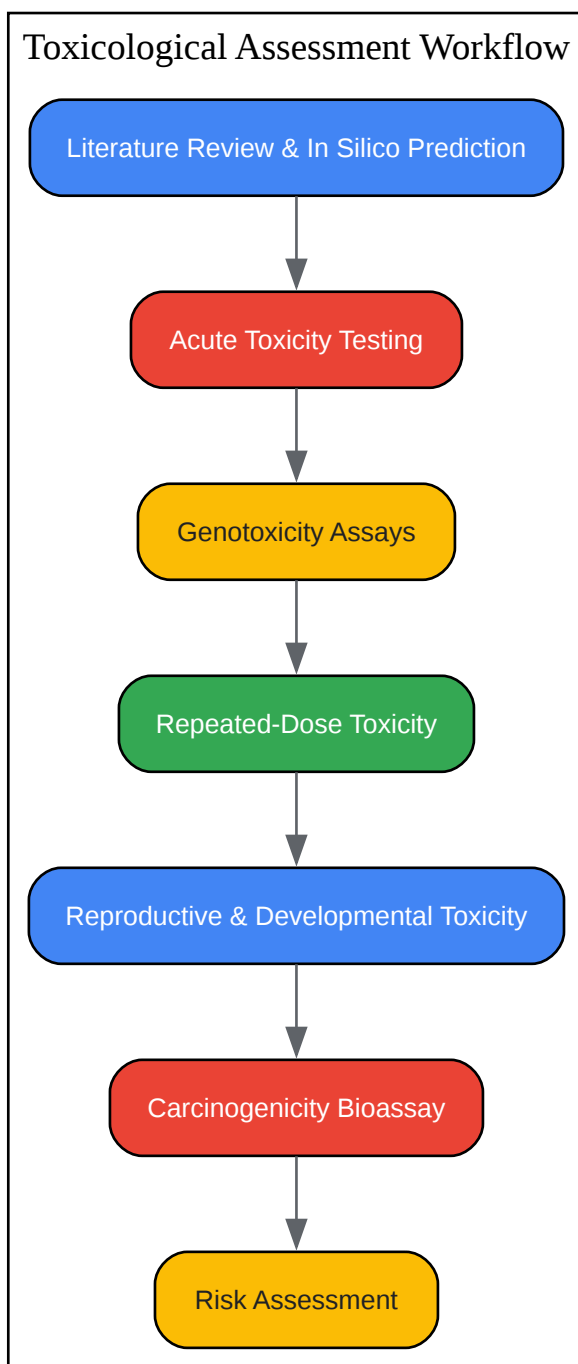 Toxicological Assessment Workflow
Literature Review & In Silico Prediction
Acute Toxicity Testing
Genotoxicity Assays
Repeated-Dose Toxicity
Reproductive & Developmental Toxicity
Carcinogenicity Bioassay
Risk Assessment